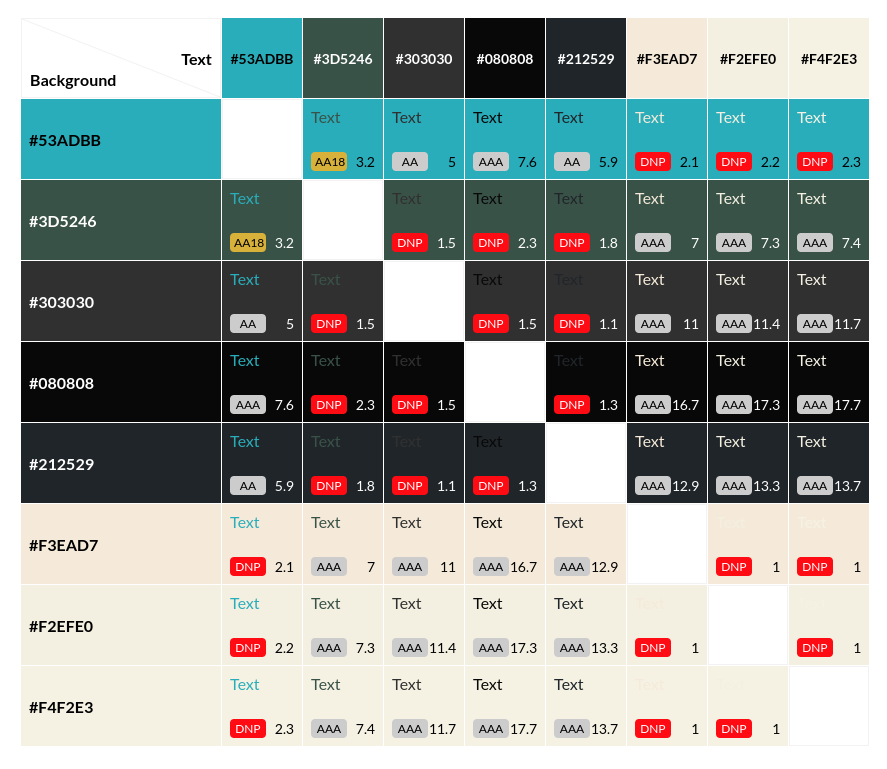 Text #53ADBB #3D5246 #303030 #080808 #212529 #F3EAD7 #F2EFE0 #F4F2E3
Background
#53ADBB
Text Text Text Text Text Text Text
AA18 3.2 AA 5 AAA 7.6 AA 5.9 DNP 2.1 DNP 2.2 DNP 2.3
#3D5246
Text Text Text Text Text Text Text
AA18 3.2 DNP 1.5 DNP 2.3 DNP 1.8 AAA 7 AAA 7.3 AAA 7.4
#303030
Text Text Text Text Text Text Text
AA 5 DNP 1.5 DNP 1.5 DNP 1.1 AAA 11 AAA 11.4 AAA 11.7
#080808
Text Text Text Text Text Text Text
AAA 7.6 DNP 2.3 DNP 1.5 DNP 1.3 AAA 16.7 AAA 17.3 AAA 17.7
#212529
Text Text Text Text Text Text Text
AA 5.9 DNP 1.8 DNP 1.1 DNP 1.3 AAA 12.9 AAA 13.3 AAA 13.7
#F3EAD7
Text Text Text Text Text Text Text
DNP 2.1 AAA 7 AAA 11 AAA 16.7 AAA 12.9 DNP 1 DNP 1
#F2EFE0
Text Text Text Text Text Text
DNP 2.2 AAA 7.3 AAA 11.4 AAA 17.3 AAA 13.3 DNP 1 DNP 1
#F4F2E3
Text Text Text Text Text Text
DNP 2.3 AAA 7.4 AAA 11.7 AAA 17.7 AAA 13.7 DNP 1 DNP 1